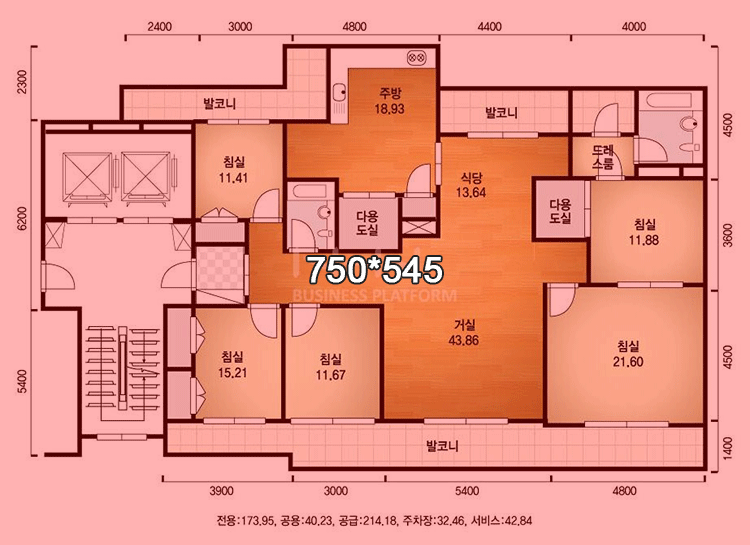 2400 3000 4800 4400 4000
2300
6200
5400
4500
3600
4500
1400
발코니
주방
18.93
발코니
침실
11.41
식당
13.64
드레
스룸
다용
도실
다용
도실
침실
11.88
750*545
BUSINESS PLATFORM
침실
15.21
침실
11.67
거실
43.86
침실
21.60
발코니
3900 3000 5400 4800
전용:173.95, 공용:40.23, 공급:214.18, 주차장:32.46, 서비스:42.84